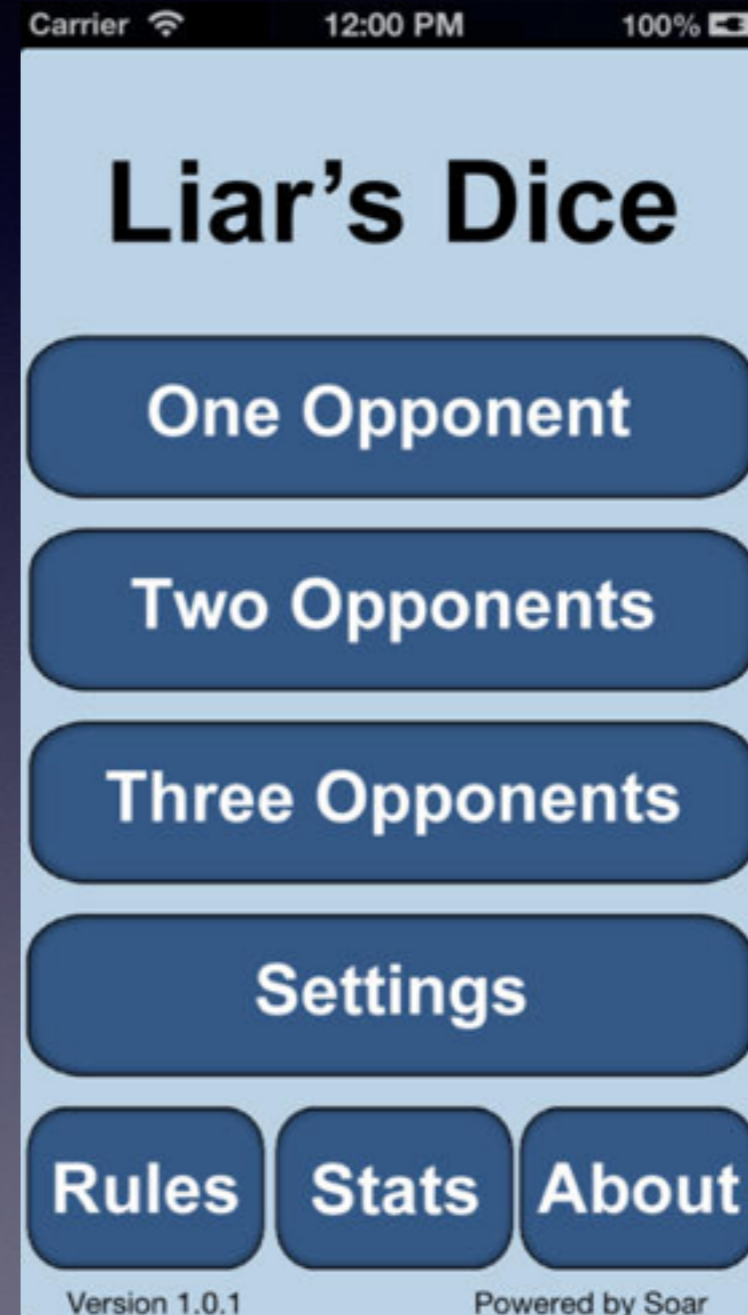 Carrier 12:00 PM 100%
Liar's Dice
One Opponent
Two Opponents
Three Opponents
Settings
Rules Stats About
Version 1.0.1 Powered by Soar